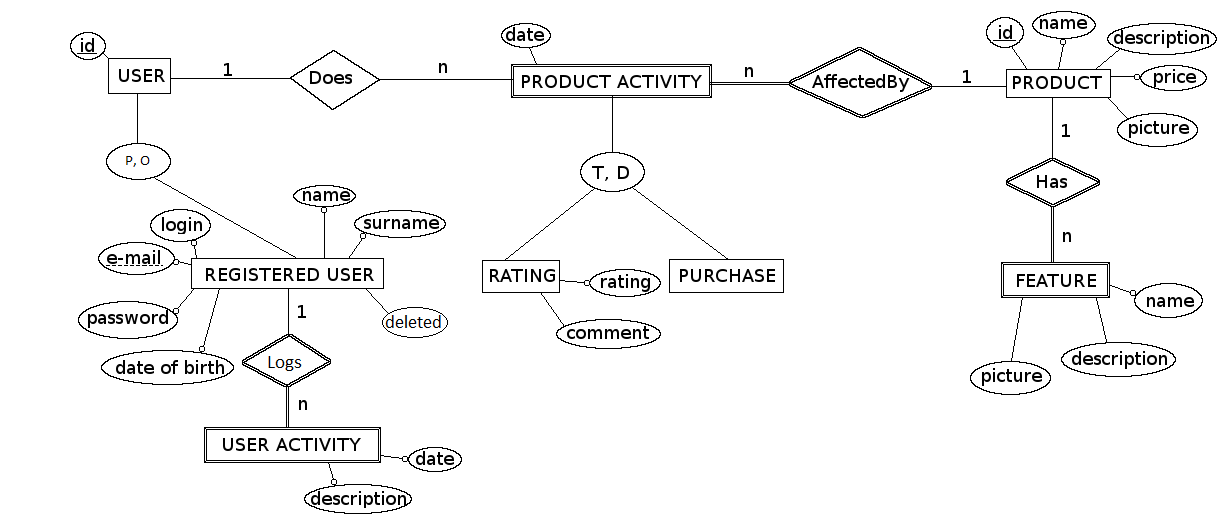 date
id
name
id
description
USER
1
Does
n
PRODUCT ACTIVITY
n
AffectedBy
1
PRODUCT
price
picture
1
P, O
T, D
Has
name
login
surname
n
e-mail
REGISTERED USER
RATING
rating
PURCHASE
FEATURE
name
password
1
deleted
comment
date of birth
Logs
description
picture
n
USER ACTIVITY
date
description